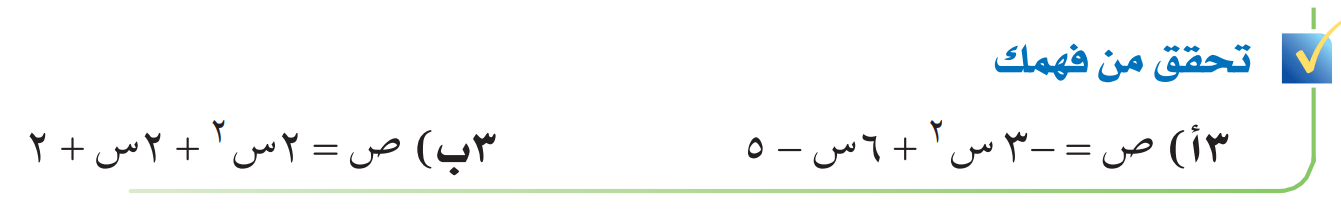 تحقق من فهمك
٣أ) ص = –٣ س٢ + ٦س – ٥
٣ب) ص = ٢س٢ + ٢س + ٢